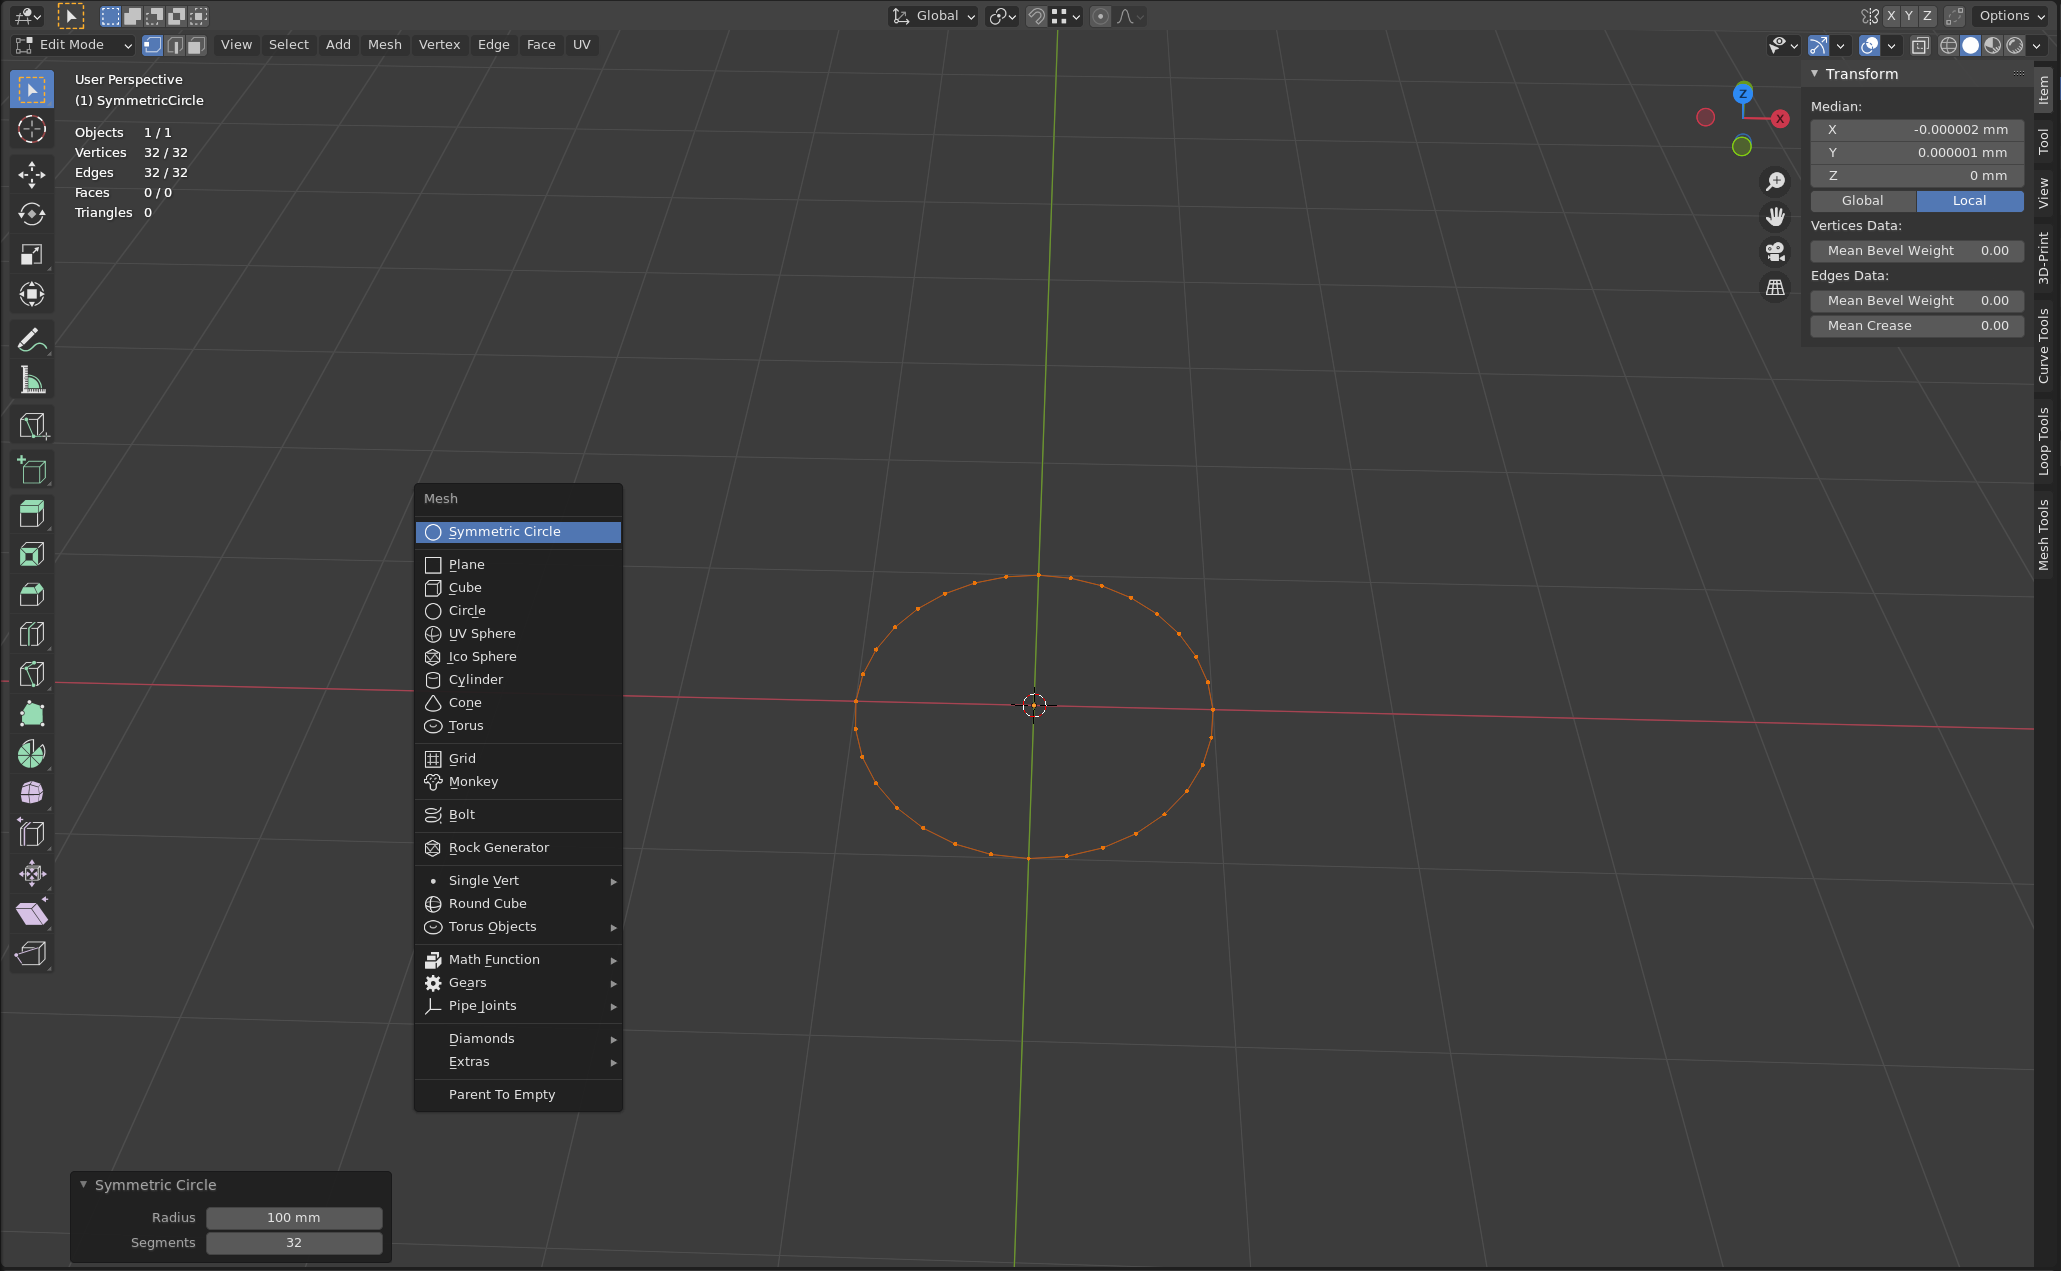 Global
X Y Z
Options
Edit Mode
View Select Add Mesh Vertex Edge Face UV
User Perspective
(1) SymmetricCircle
Objects 1 / 1
Vertices 32 / 32
Edges 32 / 32
Faces 0 / 0
Triangles 0
Z
X
Transform
Median:
X -0.000002 mm
Y 0.000001 mm
Z 0 mm
Global Local
Vertices Data:
Mean Bevel Weight 0.00
Edges Data:
Mean Bevel Weight 0.00
Mean Crease 0.00
Item
Tool
View
3D-Print
Curve Tools
Loop Tools
Mesh Tools
Mesh
Symmetric Circle
Plane
Cube
Circle
UV Sphere
Ico Sphere
Cylinder
Cone
Torus
Grid
Monkey
Bolt
Rock Generator
Single Vert
Round Cube
Torus Objects
Math Function
Gears
Pipe Joints
Diamonds
Extras
Parent To Empty
Symmetric Circle
Radius 100 mm
Segments 32